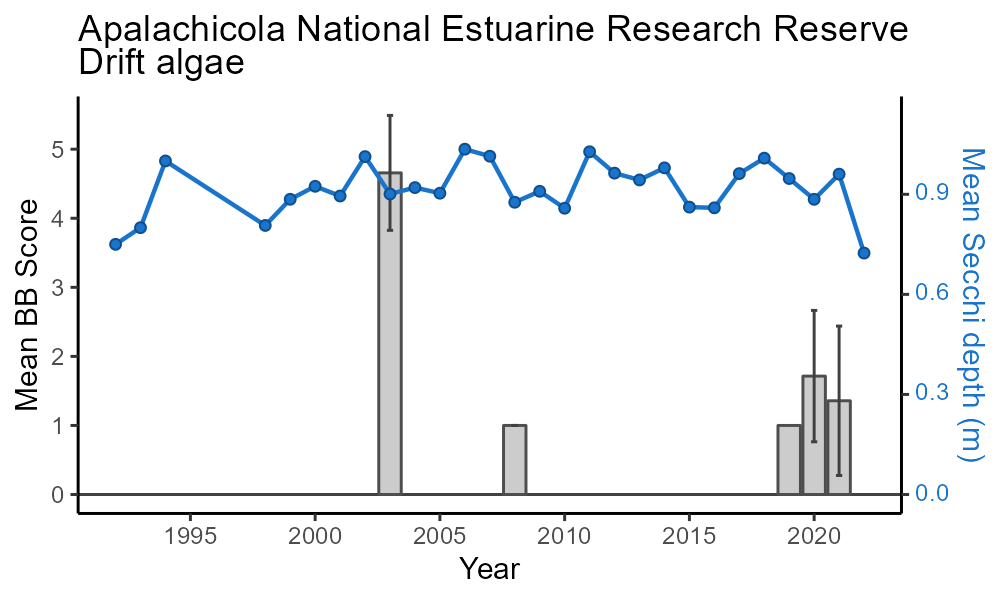 Apalachicola National Estuarine Research Reserve
Drift algae
Mean BB Score
5
4
3
2
1
0
0.9
0.6
0.3
0.0
Mean Secchi depth (m)
1995 2000 2005 2010 2015 2020
Year